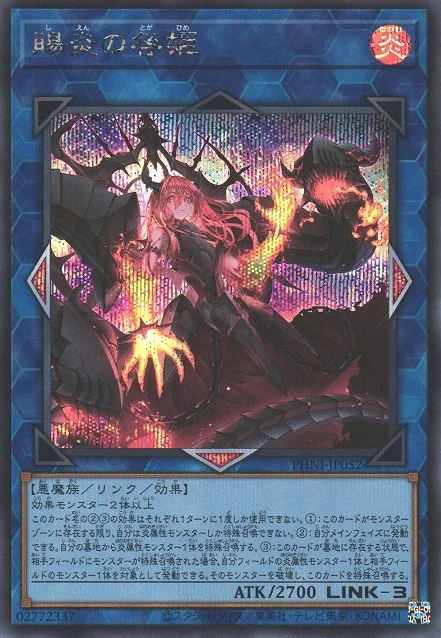 賜炎の咎姫
炎
PHNI-JP052
【悪魔族／リンク／効果】
効果モンスター2体以上
このカード名の②③の効果はそれぞれ1ターンに1度しか使用できない。①：このカードがモンスター
ゾーンに存在する限り、自分は炎属性モンスターしか特殊召喚できない。②：自分メインフェイズに発動
できる。自分の墓地から炎属性モンスター1体を特殊召喚する。③：このカードが墓地に存在する状態で、
相手フィールドにモンスターが特殊召喚された場合、自分フィールドの炎属性モンスター1体と相手フィー
ルドのモンスター1体を対象として発動できる。そのモンスターを破壊し、このカードを特殊召喚する。
ATK/2700 LINK-3
02772337 ©スタジオ・ダイス/集英社・テレビ東京・KONAMI